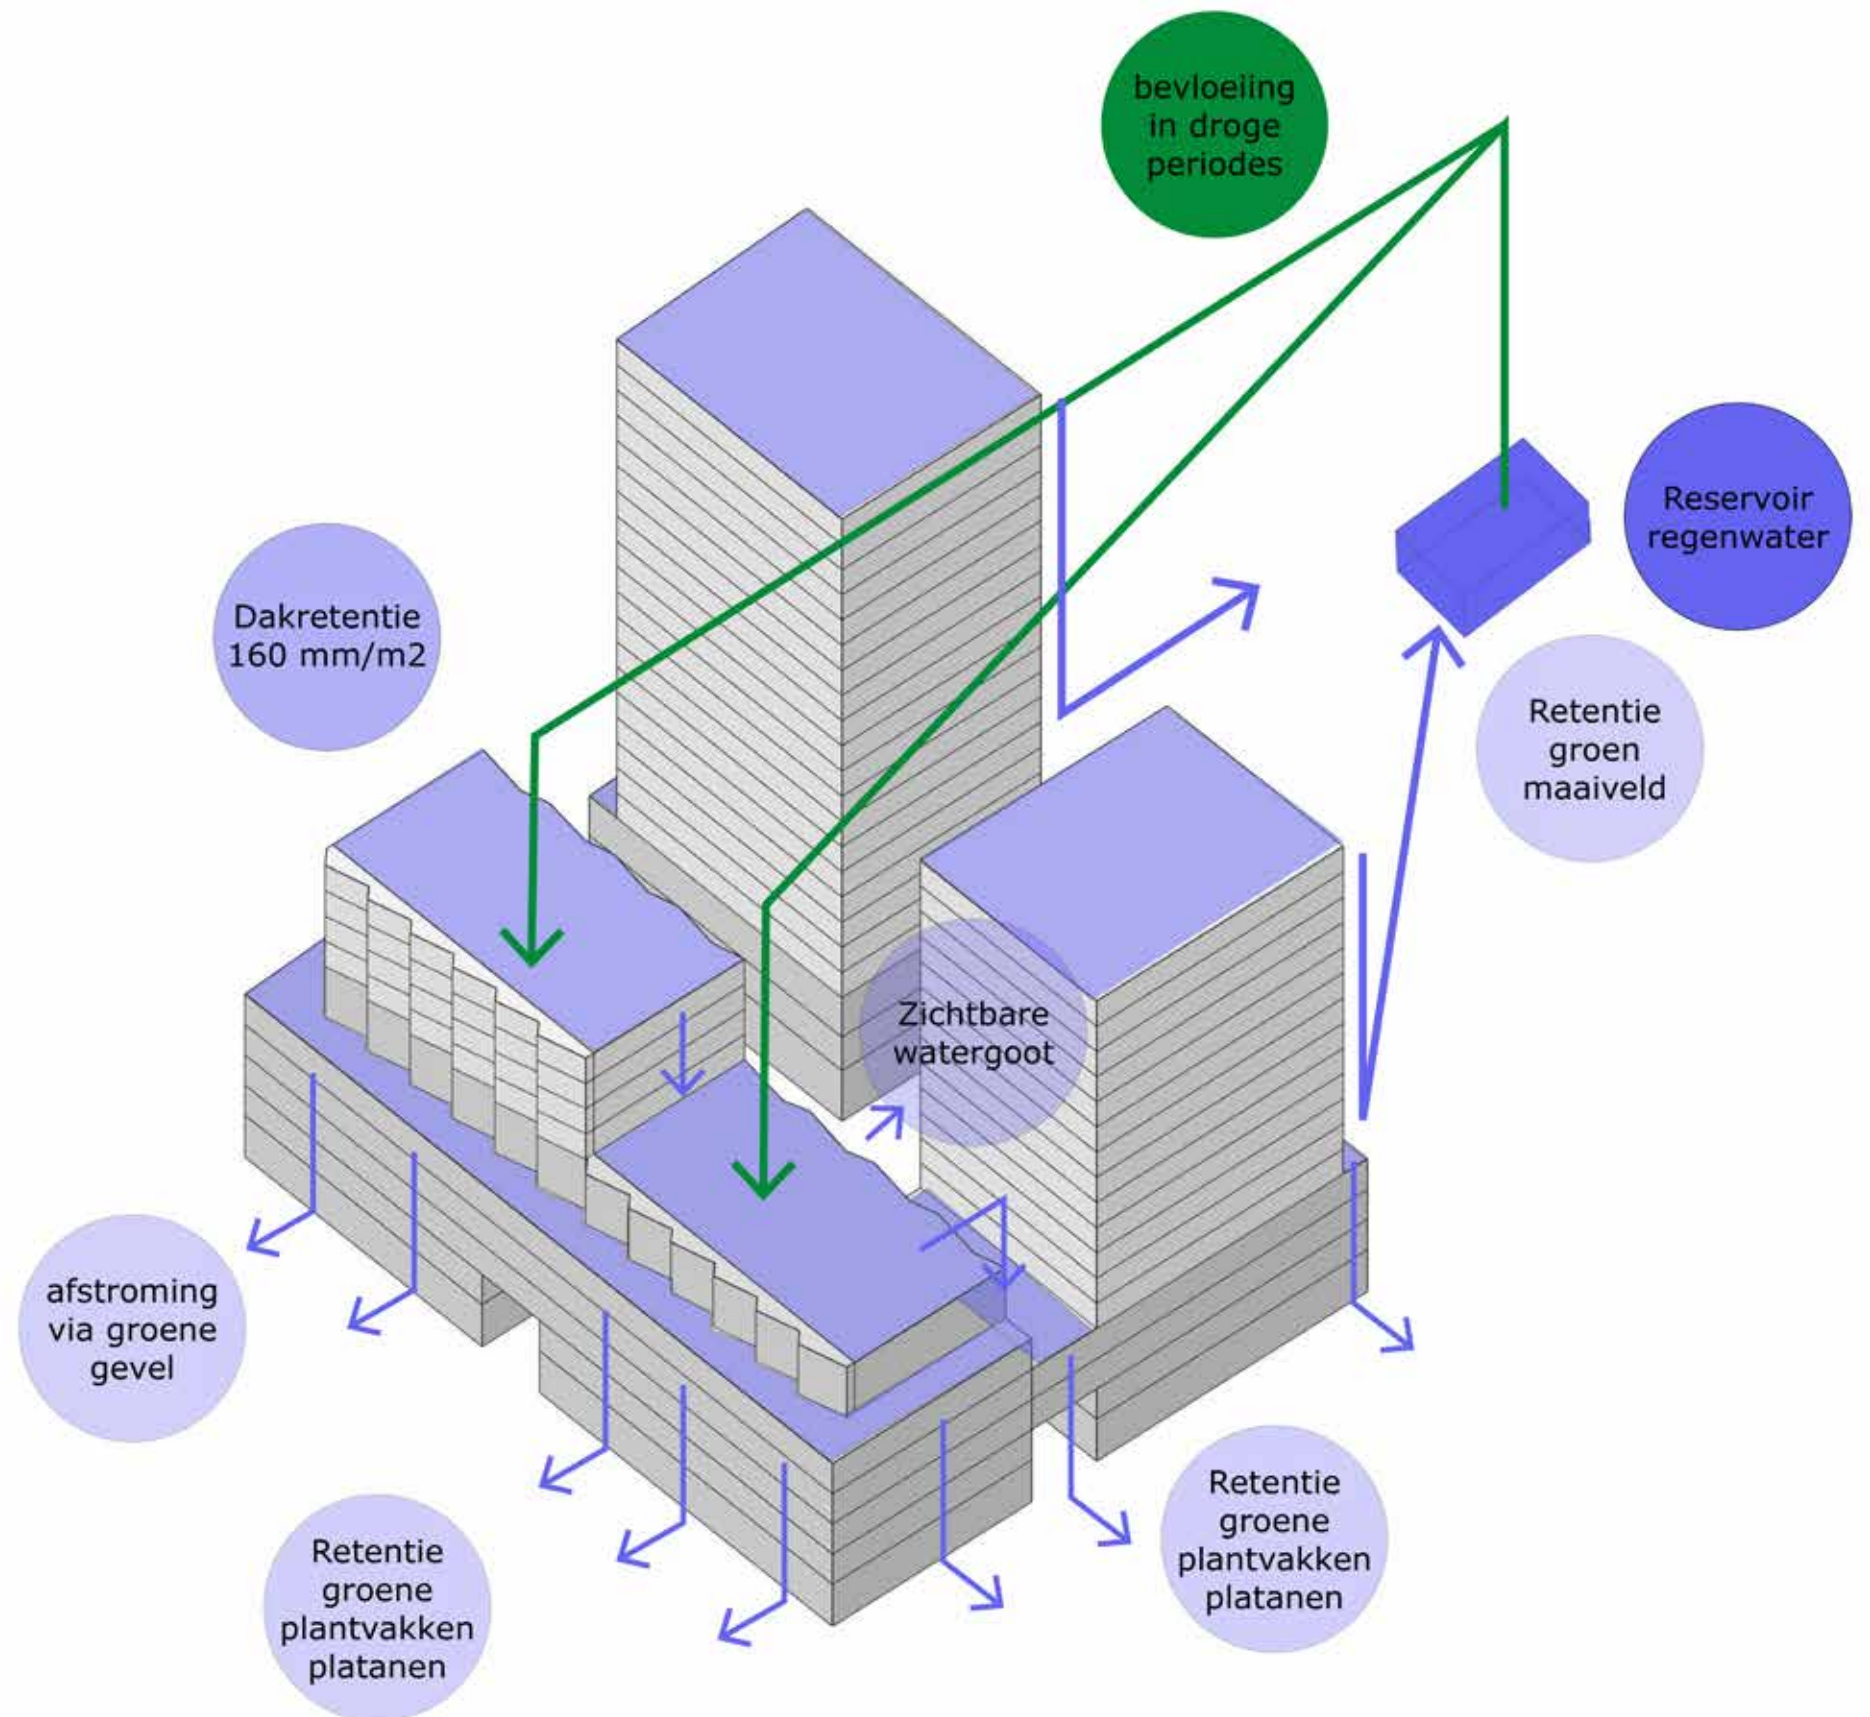 bevloeiing
in droge
periodes
Reservoir
regenwater
Dakretentie
160 mm/m2
Retentie
groen
maaiveld
Zichtbare
watergoot
afstroming
via groene
gevel
Retentie
groene
plantvakken
platanen
Retentie
groene
plantvakken
platanen